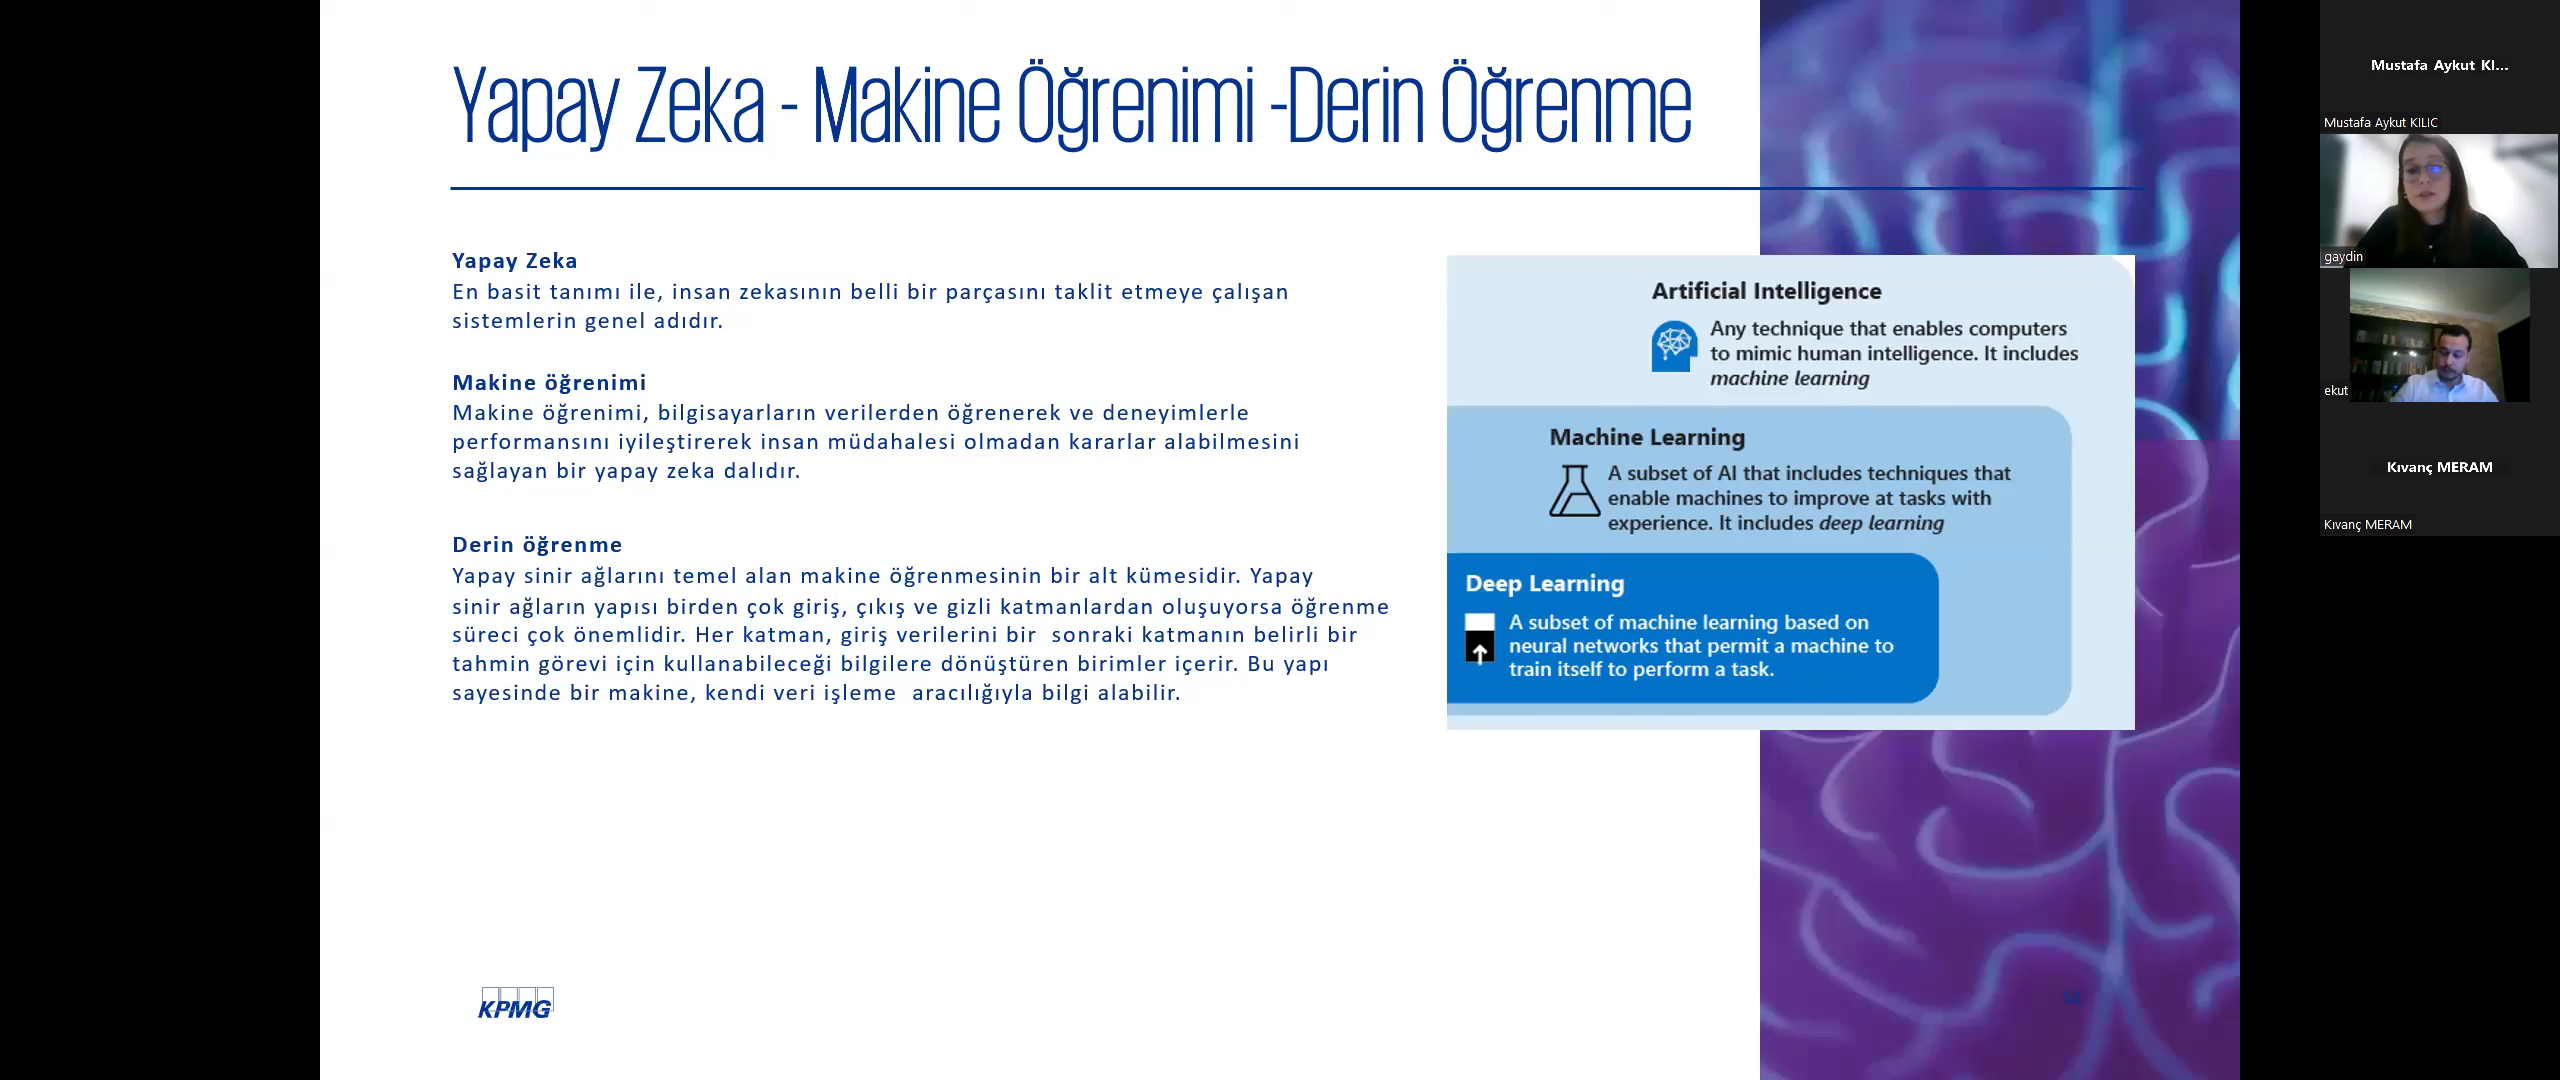 Yapay Zeka - Makine Öğrenimi -Derin Öğrenme
Yapay Zeka
En basit tanımı ile, insan zekasının belli bir parçasını taklit etmeye çalışan
sistemlerin genel adıdır.
Makine öğrenimi
Makine öğrenimi, bilgisayarların verilerden öğrenerek ve deneyimlerle
performansını iyileştirerek insan müdahalesi olmadan kararlar alabilmesini
sağlayan bir yapay zeka dalıdır.
Derin öğrenme
Yapay sinir ağlarını temel alan makine öğrenmesinin bir alt kümesidir. Yapay
sinir ağların yapısı birden çok giriş, çıkış ve gizli katmanlardan oluşuyorsa öğrenme
süreci çok önemlidir. Her katman, giriş verilerini bir  sonraki katmanın belirli bir
tahmin görevi için kullanabileceği bilgilere dönüştüren birimler içerir. Bu yapı
sayesinde bir makine, kendi veri işleme  aracılığıyla bilgi alabilir.
Artificial Intelligence
Any technique that enables computers
to mimic human intelligence. It includes
machine learning
Machine Learning
A subset of AI that includes techniques that
enable machines to improve at tasks with
experience. It includes deep learning
Deep Learning
A subset of machine learning based on
neural networks that permit a machine to
train itself to perform a task.
KPMG
Mustafa Aykut KI...
Mustafa Aykut KILIC
gaydin
ekut
Kıvanç MERAM
Kıvanç MERAM